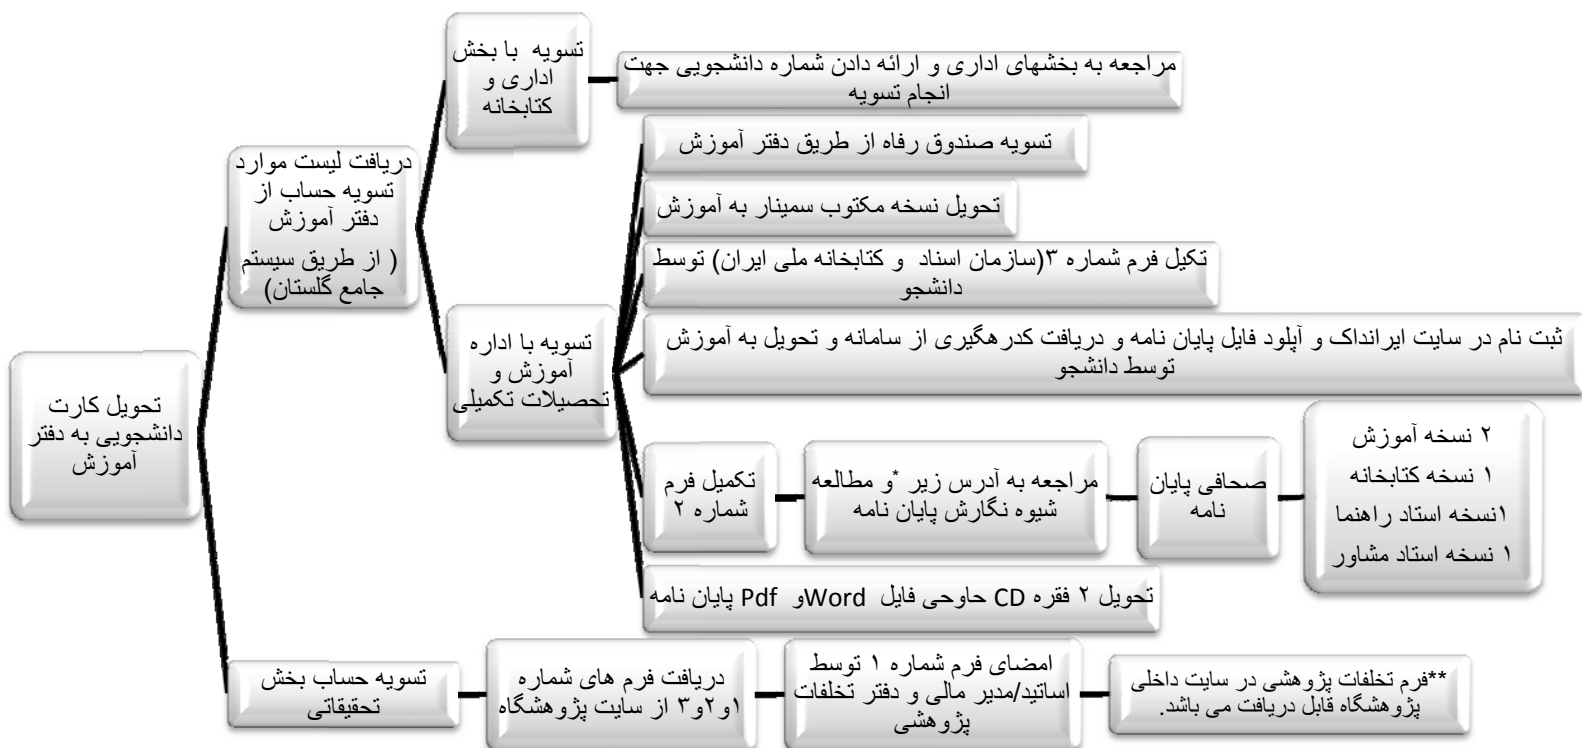 تسویه با بخش
اداری و
کتابخانه
مراجعه به بخشهای اداری و ارائه دادن شماره دانشجویی جهت
انجام تسویه
دریافت لیست موارد
تسویه حساب از
دفتر آموزش
( از طریق سیستم
جامع گلستان)
تسویه صندوق رفاه از طریق دفتر آموزش
تحویل نسخه مکتوب سمینار به آموزش
تکیل فرم شماره ۳(سازمان اسناد و کتابخانه ملی ایران) توسط
دانشجو
تسویه با اداره
آموزش و
تحصیلات تکمیلی
ثبت نام در سایت ایرانداک و آپلود فایل پایان نامه و دریافت کدرهگیری از سامانه و تحویل به آموزش
توسط دانشجو
تحویل کارت
دانشجویی به دفتر
آموزش
تکمیل فرم
شماره ۲
مراجعه به آدرس زیر *و مطالعه
شیوه نگارش پایان نامه
صحافی پایان
نامه
۲ نسخه آموزش
۱ نسخه کتابخانه
۱نسخه استاد راهنما
۱ نسخه استاد مشاور
تحویل ۲ فقره CD حاوحی فایل Wordو Pdf پایان نامه
تسویه حساب بخش
تحقیقاتی
دریافت فرم های شماره
۱و۲و۳ از سایت پژوهشگاه
امضای فرم شماره ۱ توسط
اساتید/مدیر مالی و دفتر تخلفات
پژوهشی
**فرم تخلفات پژوهشی در سایت داخلی
پژوهشگاه قابل دریافت می باشد.